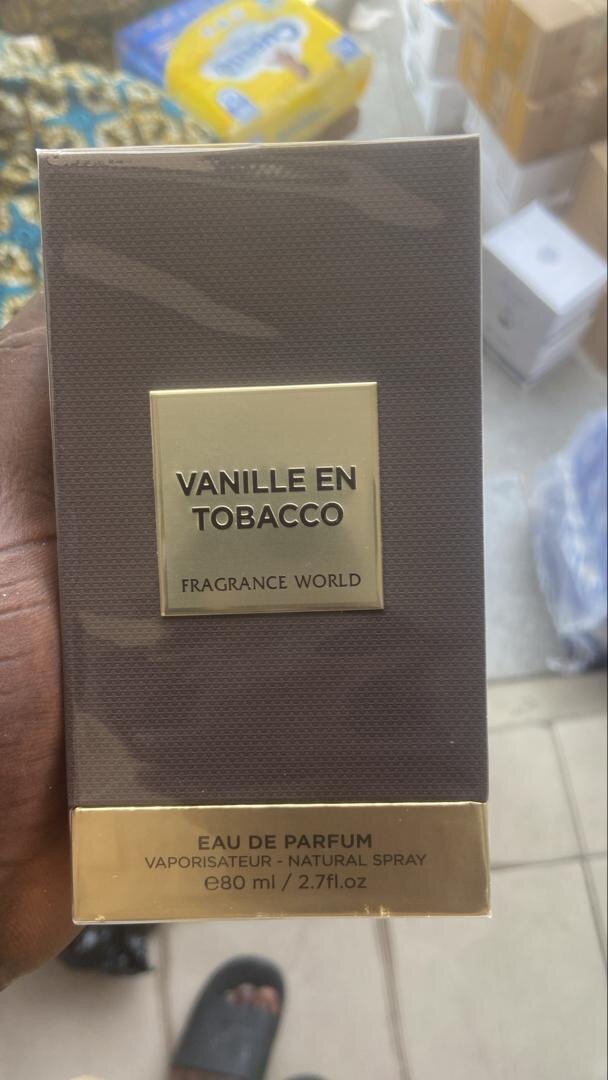 VANILLE EN
TOBACCO
FRAGRANCE WORLD
EAU DE PARFUM
VAPORISATEUR - NATURAL SPRAY
℮80 ml / 2.7fl.oz